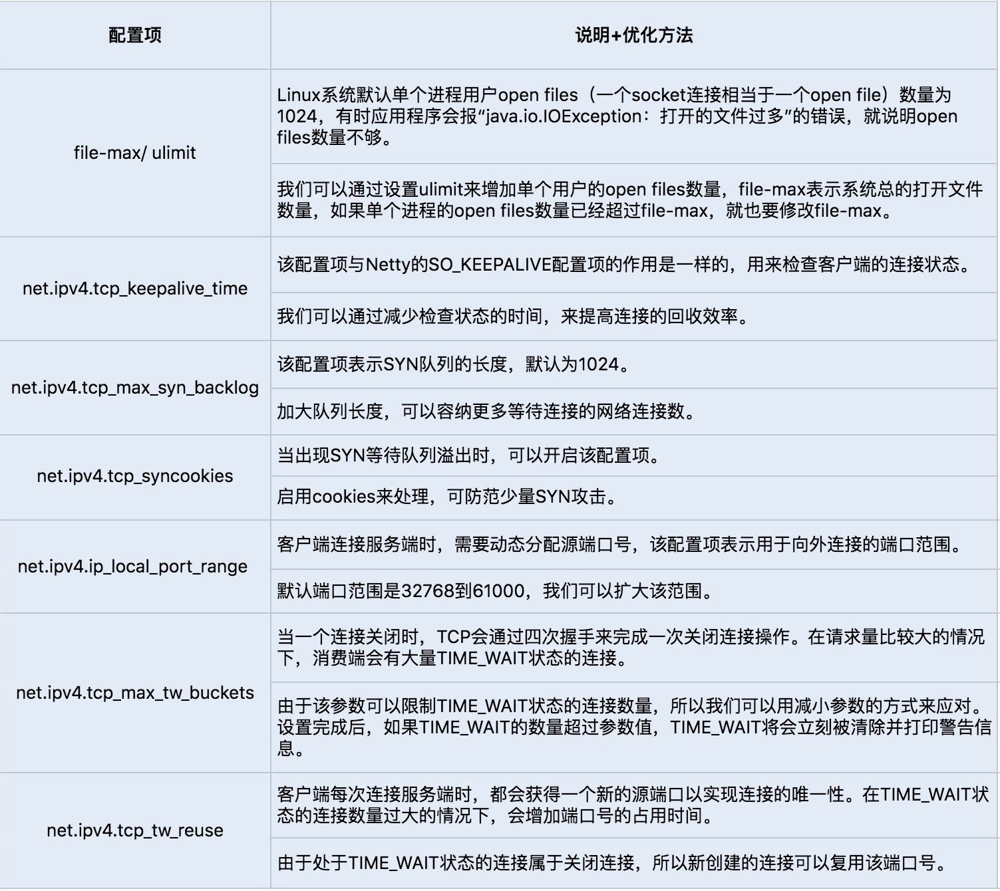 配置项
说明+优化方法
file-max/ ulimit
Linux系统默认单个进程用户open files（一个socket连接相当于一个open file）数量为
1024，有时应用程序会报“java.io.IOException：打开的文件过多”的错误，就说明open
files数量不够。
我们可以通过设置ulimit来增加单个用户的open files数量，file-max表示系统总的打开文件
数量，如果单个进程的open files数量已经超过file-max，就也要修改file-max。
net.ipv4.tcp_keepalive_time
该配置项与Netty的SO_KEEPALIVE配置项的作用是一样的，用来检查客户端的连接状态。
我们可以通过减少检查状态的时间，来提高连接的回收效率。
net.ipv4.tcp_max_syn_backlog
该配置项表示SYN队列的长度，默认为1024。
加大队列长度，可以容纳更多等待连接的网络连接数。
net.ipv4.tcp_syncookies
当出现SYN等待队列溢出时，可以开启该配置项。
启用cookies来处理，可防范少量SYN攻击。
net.ipv4.ip_local_port_range
客户端连接服务端时，需要动态分配源端口号，该配置项表示用于向外连接的端口范围。
默认端口范围是32768到61000，我们可以扩大该范围。
net.ipv4.tcp_max_tw_buckets
当一个连接关闭时，TCP会通过四次握手来完成一次关闭连接操作。在请求量比较大的情况
下，消费端会有大量TIME_WAIT状态的连接。
由于该参数可以限制TIME_WAIT状态的连接数量，所以我们可以用减小参数的方式来应对。
设置完成后，如果TIME_WAIT的数量超过参数值，TIME_WAIT将会立刻被清除并打印警告信
息。
net.ipv4.tcp_tw_reuse
客户端每次连接服务端时，都会获得一个新的源端口以实现连接的唯一性。在TIME_WAIT状
态的连接数量过大的情况下，会增加端口号的占用时间。
由于处于TIME_WAIT状态的连接属于关闭连接，所以新创建的连接可以复用该端口号。